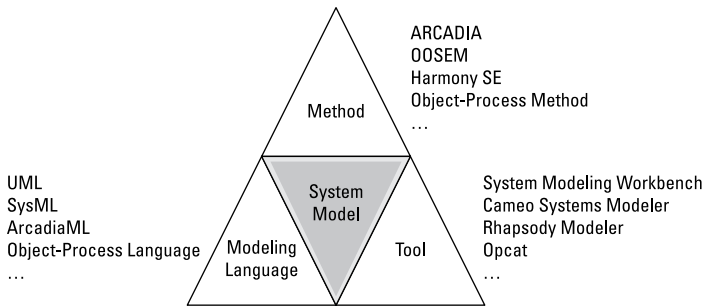 ARCADIA
OOSEM
Harmony SE
Object-Process Method
…
Method
UML
SysML
ArcadiaML
Object-Process Language
…
System
Model
Modeling
Language
Tool
System Modeling Workbench
Cameo Systems Modeler
Rhapsody Modeler
Opcat
…